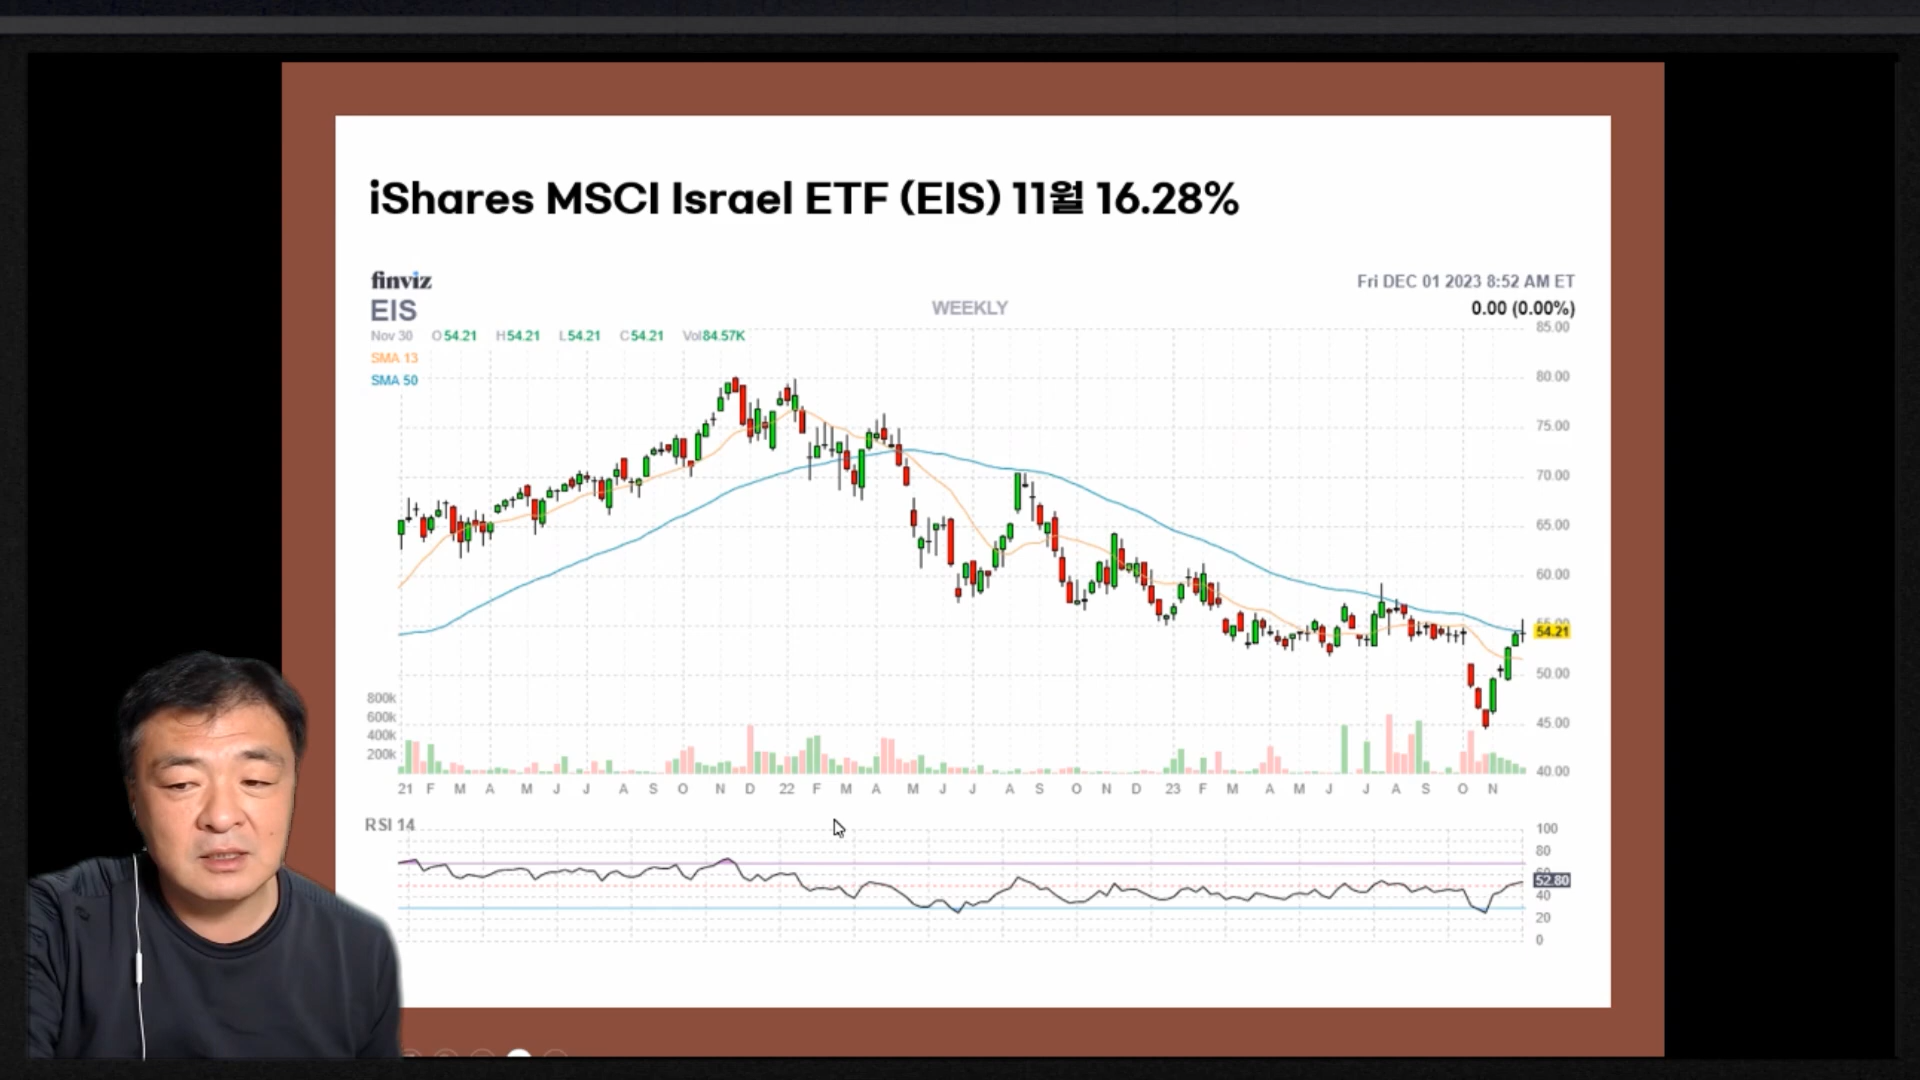 iShares MSCI Israel ETF (EIS) 11월 16.28%
finviz
Fri DEC 01 2023 8:52 AM ET
EIS
WEEKLY
0.00 (0.00%)
Nov 30 O54.21 H54.21 L54.21 C54.21 Vol84.57K
SMA 13
SMA 50
85.00
80.00
75.00
70.00
65.00
60.00
55.00
54.21
50.00
45.00
40.00
800k
600k
400k
200k
21 F M A M J J A S O N D 22 F M A M J J A S O N D 23 F M A M J J A S O N
RSI 14
100
80
60
52.80
40
20
0